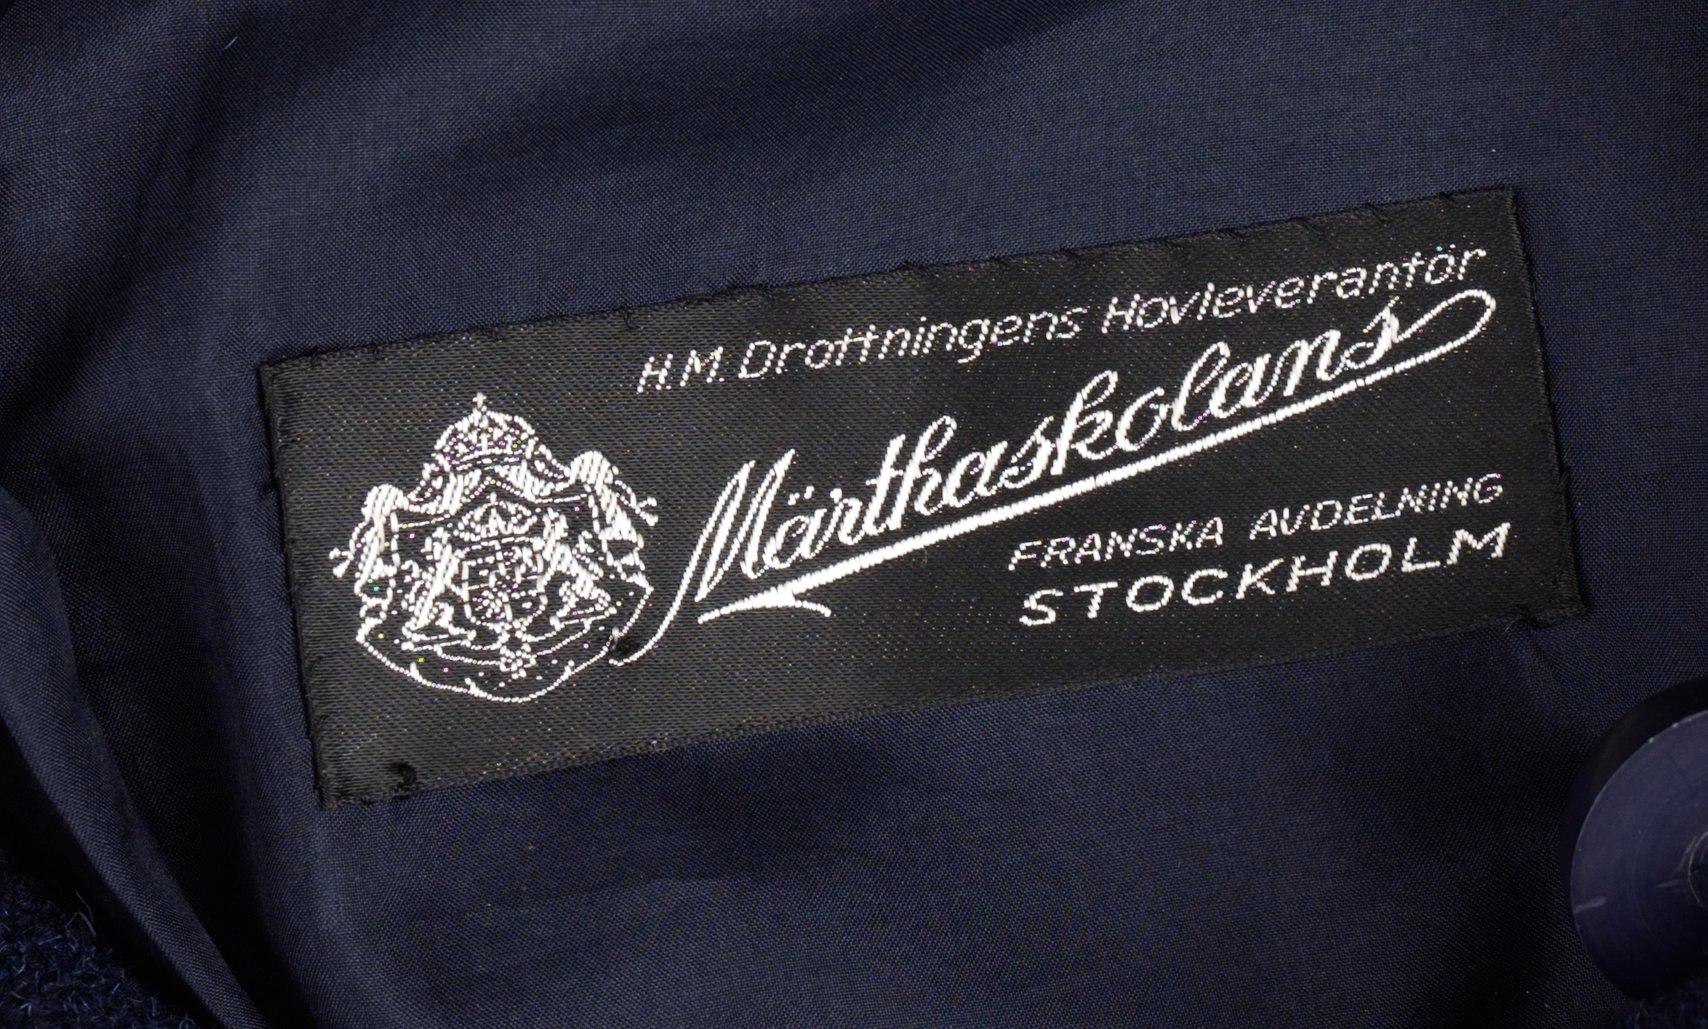 H.M. Drottningens Hovleverantör
Märthaskolans
FRANSKA AVDELNING
STOCKHOLM